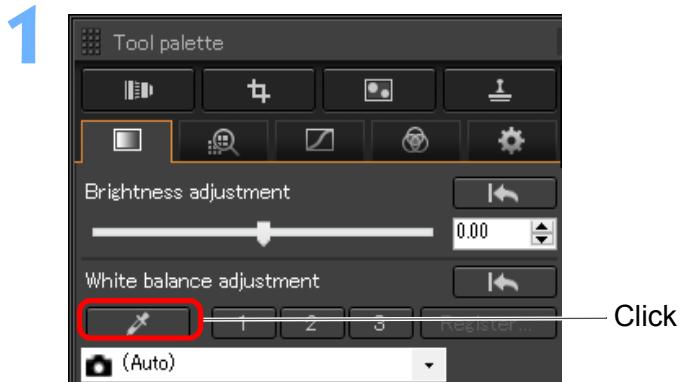 1
Tool palette
Brightness adjustment
0.00
White balance adjustment
1 2 3 Register...
Click
(Auto)